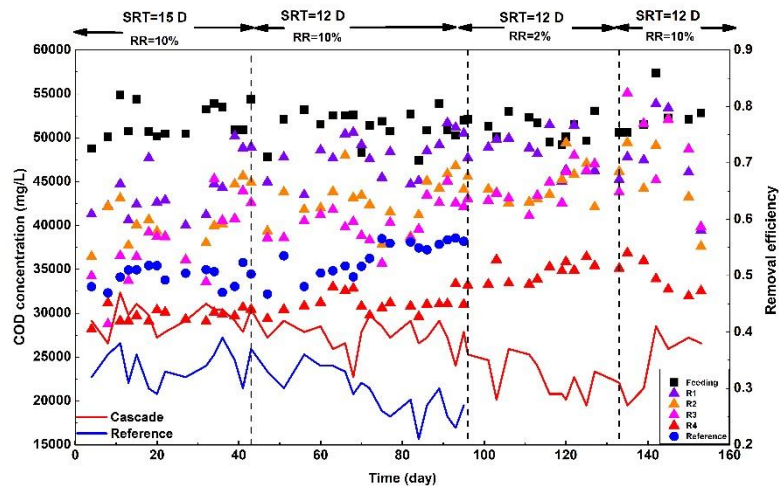 SRT=15 D SRT=12 D SRT=12 D SRT=12 D
RR=10% RR=10% RR=2% RR=10%
60000 0.9
55000
50000 0.8
45000 0.7
40000 0.6
35000
30000 0.5
25000 0.4
20000 0.3
15000 0.2
COD concentration (mg/L)
Removal efficiency
Cascade
Reference
Feeding
R1
R2
R3
R4
Reference
0 20 40 60 80 100 120 140 160
Time (day)